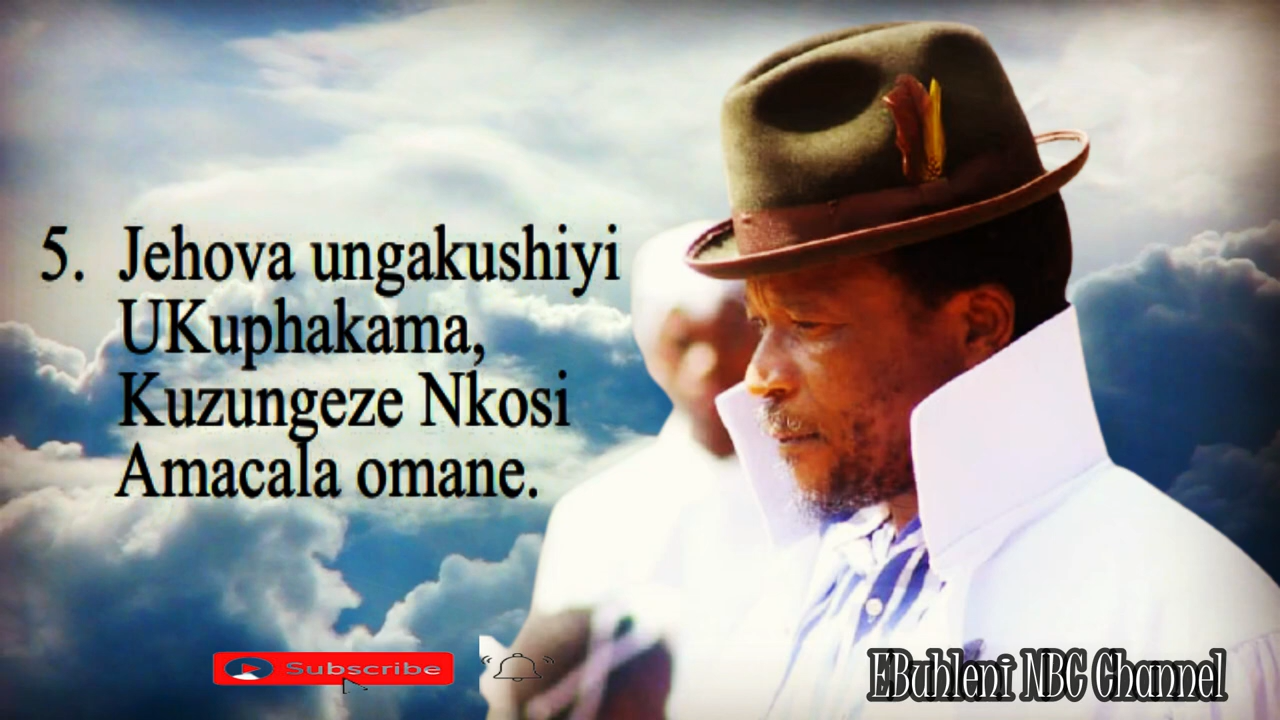 5. Jehova ungakushiyi
UKuphakama,
Kuzungeze Nkosi
Amacala omane.
Subscribe
EBuhleni NBC Channel